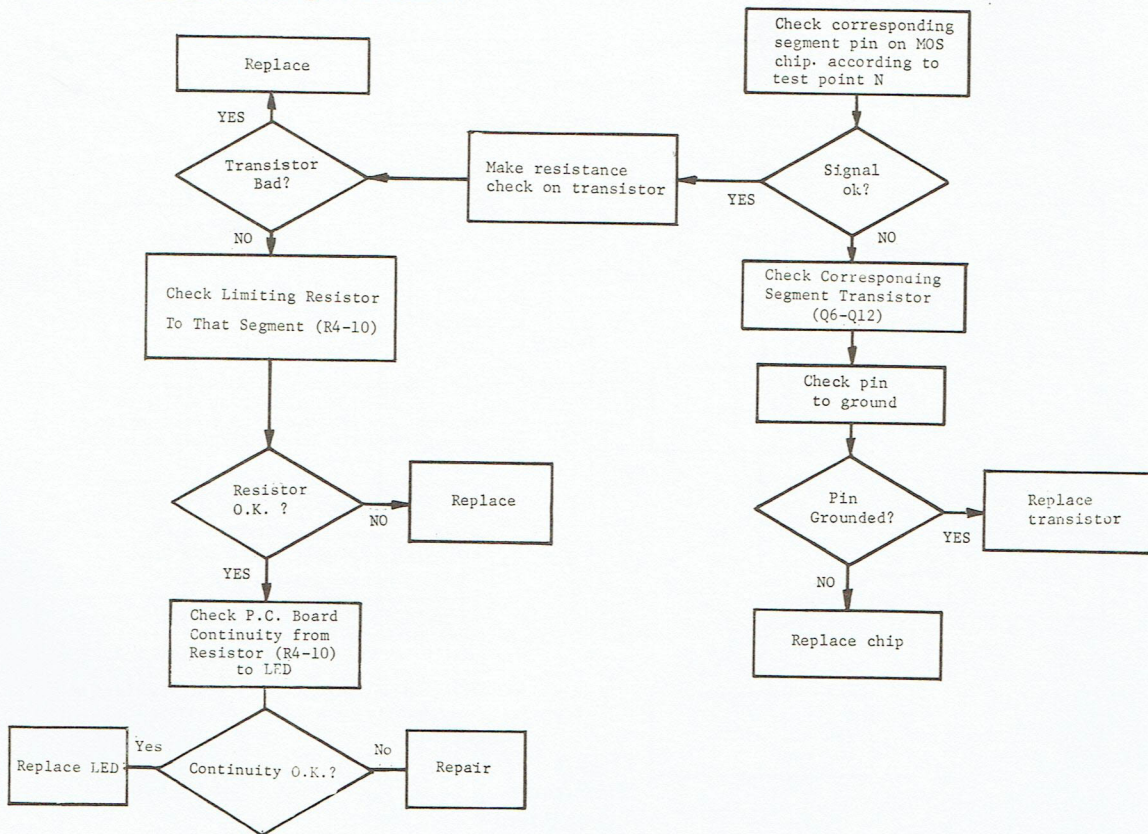 Check corresponding
segment pin on MOS
chip. according to
test point N
Signal
ok?
YES
NO
Make resistance
check on transistor
Transistor
Bad?
YES
Replace
NO
Check Limiting Resistor
To That Segment (R4-10)
Resistor
O.K. ?
NO
Replace
YES
Check P.C. Board
Continuity from
Resistor (R4-10)
to LED
Continuity O.K.?
Yes
Replace LED
No
Repair
Check Corresponding
Segment Transistor
(Q6-Q12)
Check pin
to ground
Pin
Grounded?
YES
Replace
transistor
NO
Replace chip